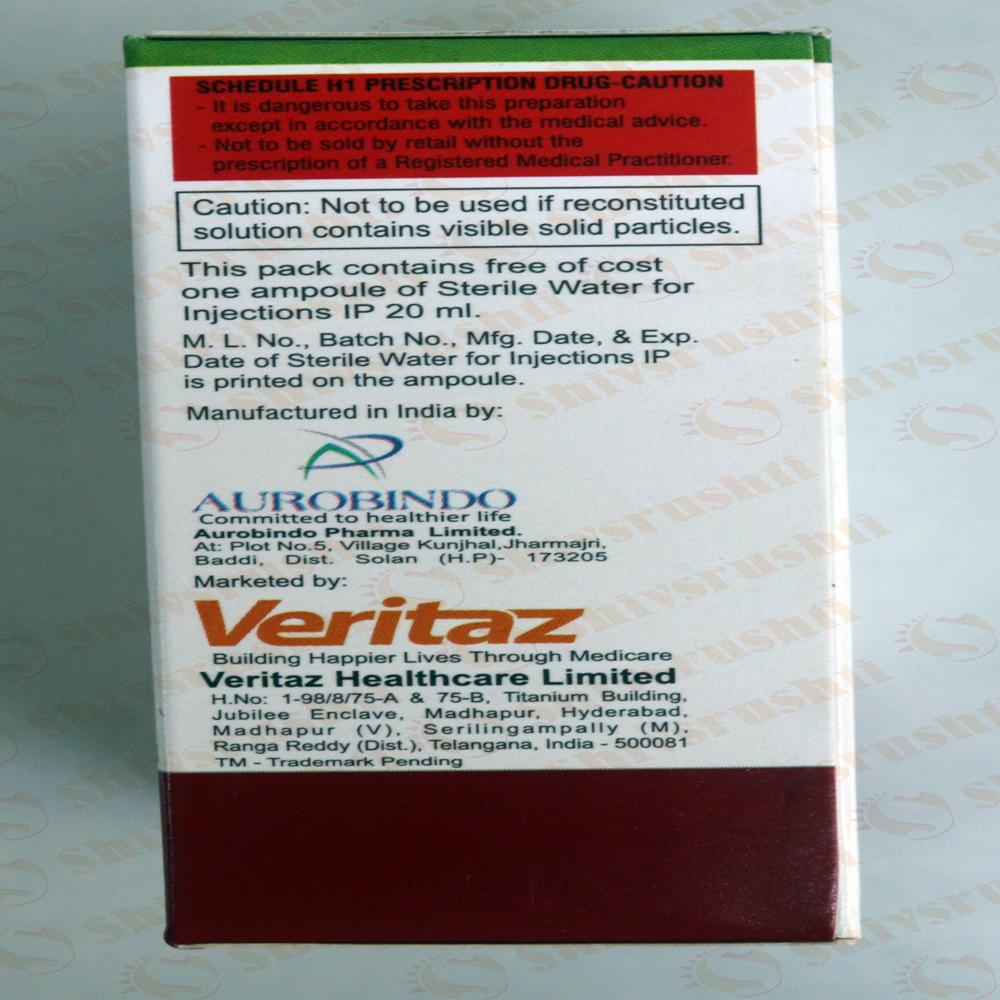 SCHEDULE H1 PRESCRIPTION DRUG-CAUTION
- It is dangerous to take this preparation
except in accordance with the medical advice.
- Not to be sold by retail without the
prescription of a Registered Medical Practitioner.
Caution: Not to be used if reconstituted
solution contains visible solid particles.
This pack contains free of cost
one ampoule of Sterile Water for
Injections IP 20 ml.
M. L. No., Batch No., Mfg. Date, & Exp.
Date of Sterile Water for Injections IP
is printed on the ampoule.
Manufactured in India by:
AUROBINDO
Committed to healthier life
Aurobindo Pharma Limited.
At: Plot No.5, Village Kunjhal,Jharmajri,
Baddi, Dist. Solan (H.P)- 173205
Marketed by:
Veritaz
Building Happier Lives Through Medicare
Veritaz Healthcare Limited
H.No: 1-98/8/75-A & 75-B, Titanium Building,
Jubilee Enclave, Madhapur, Hyderabad,
Madhapur (V), Serilingampally (M),
Ranga Reddy (Dist.), Telangana, India - 500081
TM - Trademark Pending
Shivsrushti